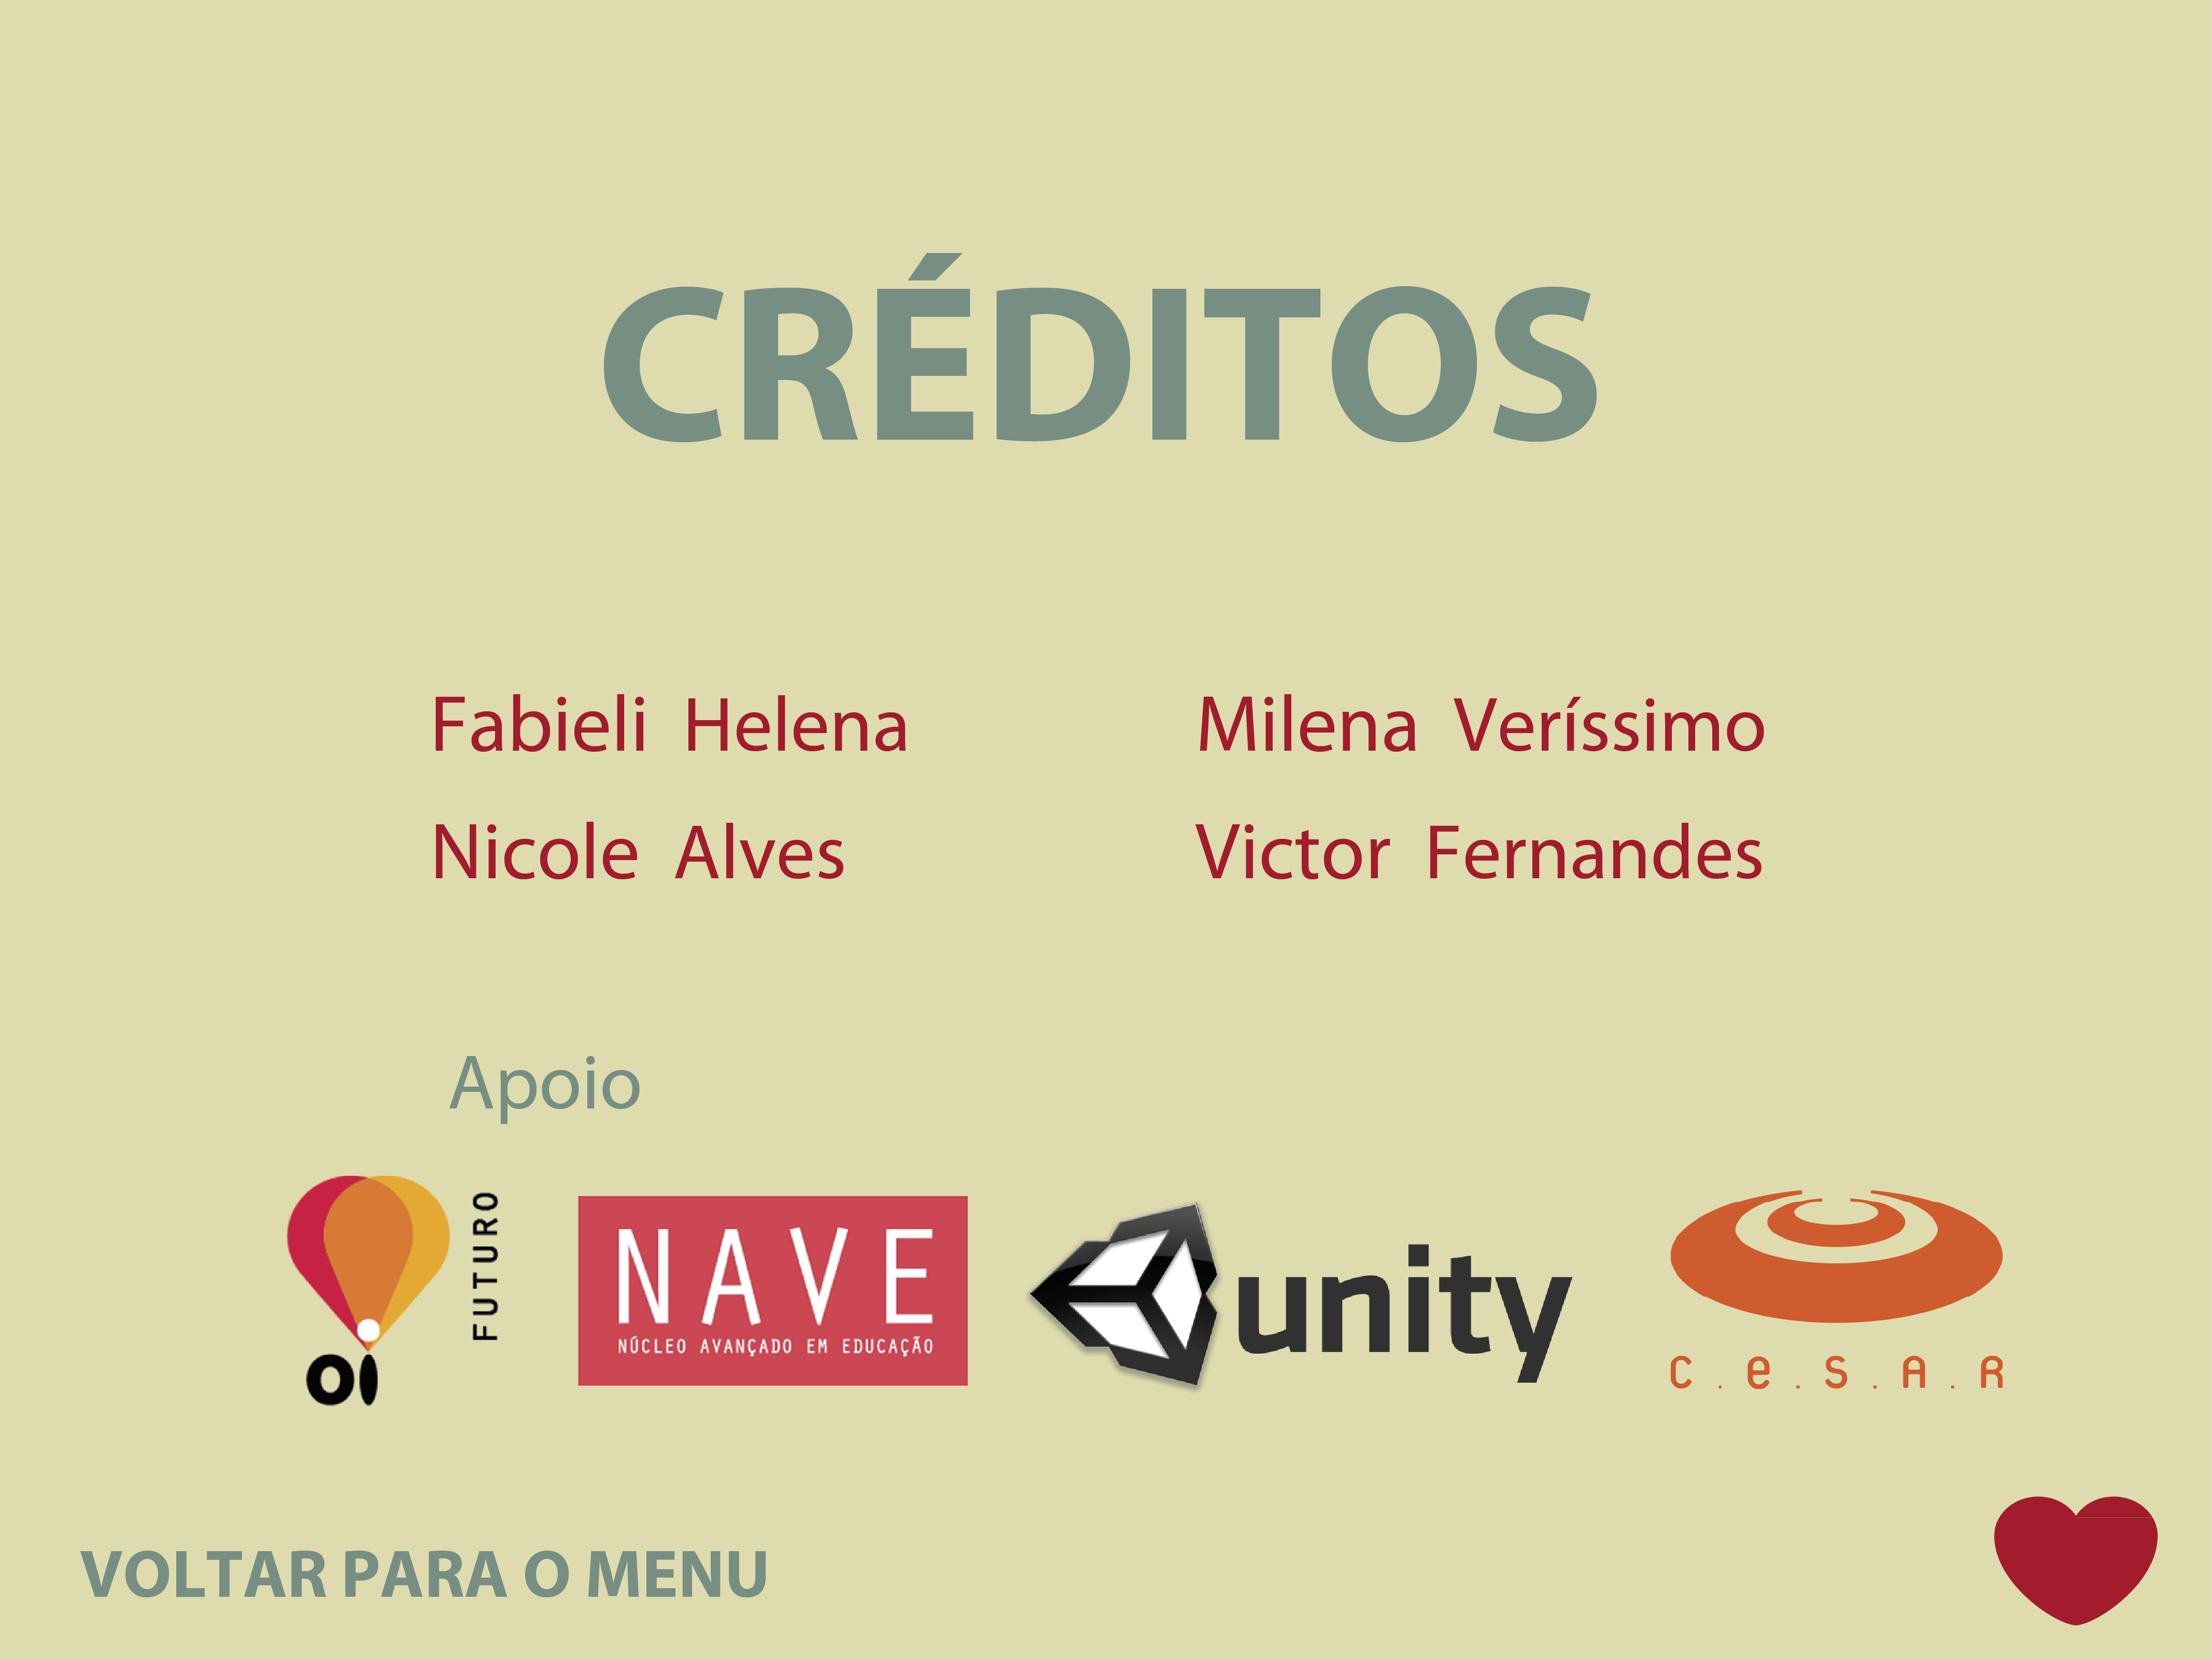 CRÉDITOS
Fabieli Helena
Milena Veríssimo
Nicole Alves
Victor Fernandes
Apoio
oi
FUTURO
NAVE
NÚCLEO AVANÇADO EM EDUCAÇÃO
unity
C.e.S.A.R
VOLTAR PARA O MENU